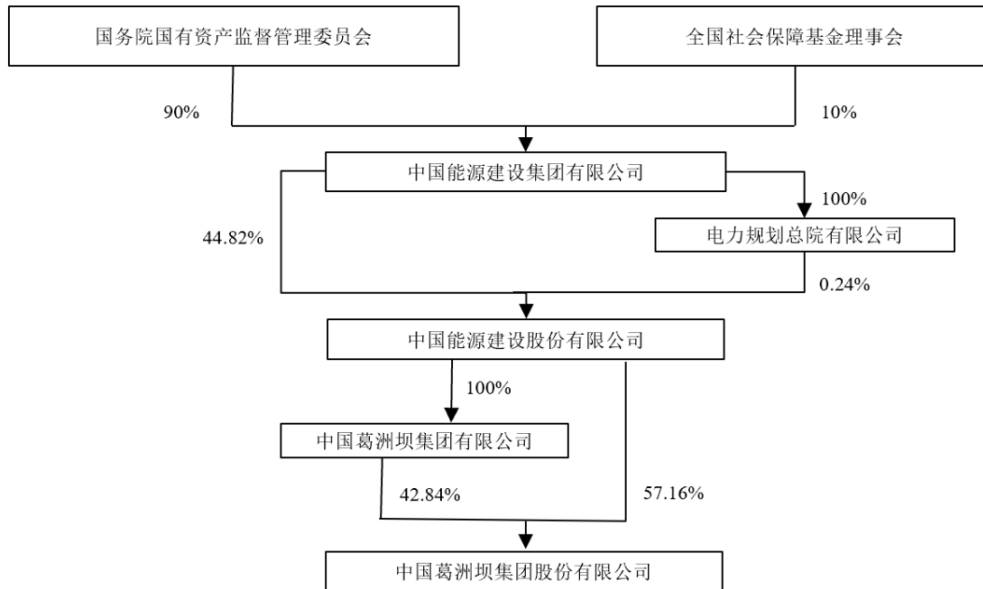 国务院国有资产监督管理委员会
全国社会保障基金理事会
90%
10%
中国能源建设集团有限公司
100%
44.82%
电力规划总院有限公司
0.24%
中国能源建设股份有限公司
100%
中国葛洲坝集团有限公司
42.84%
57.16%
中国葛洲坝集团股份有限公司